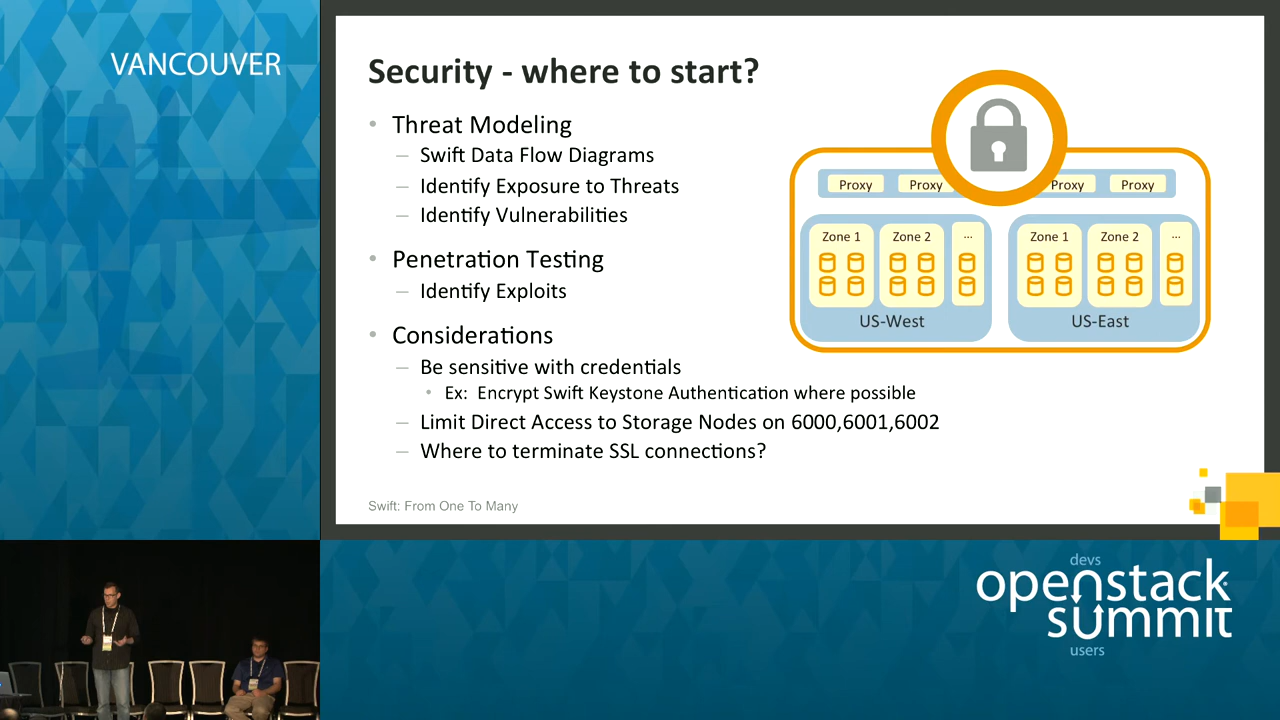 VANCOUVER
Security - where to start?
• Threat Modeling
– Swift Data Flow Diagrams
– Identify Exposure to Threats
– Identify Vulnerabilities
• Penetration Testing
– Identify Exploits
• Considerations
– Be sensitive with credentials
• Ex: Encrypt Swift Keystone Authentication where possible
– Limit Direct Access to Storage Nodes on 6000,6001,6002
– Where to terminate SSL connections?
Proxy Proxy Proxy Proxy
Zone 1 Zone 2 ... Zone 1 Zone 2 ...
US-West US-East
Swift: From One To Many
devs
openstack
summit
users